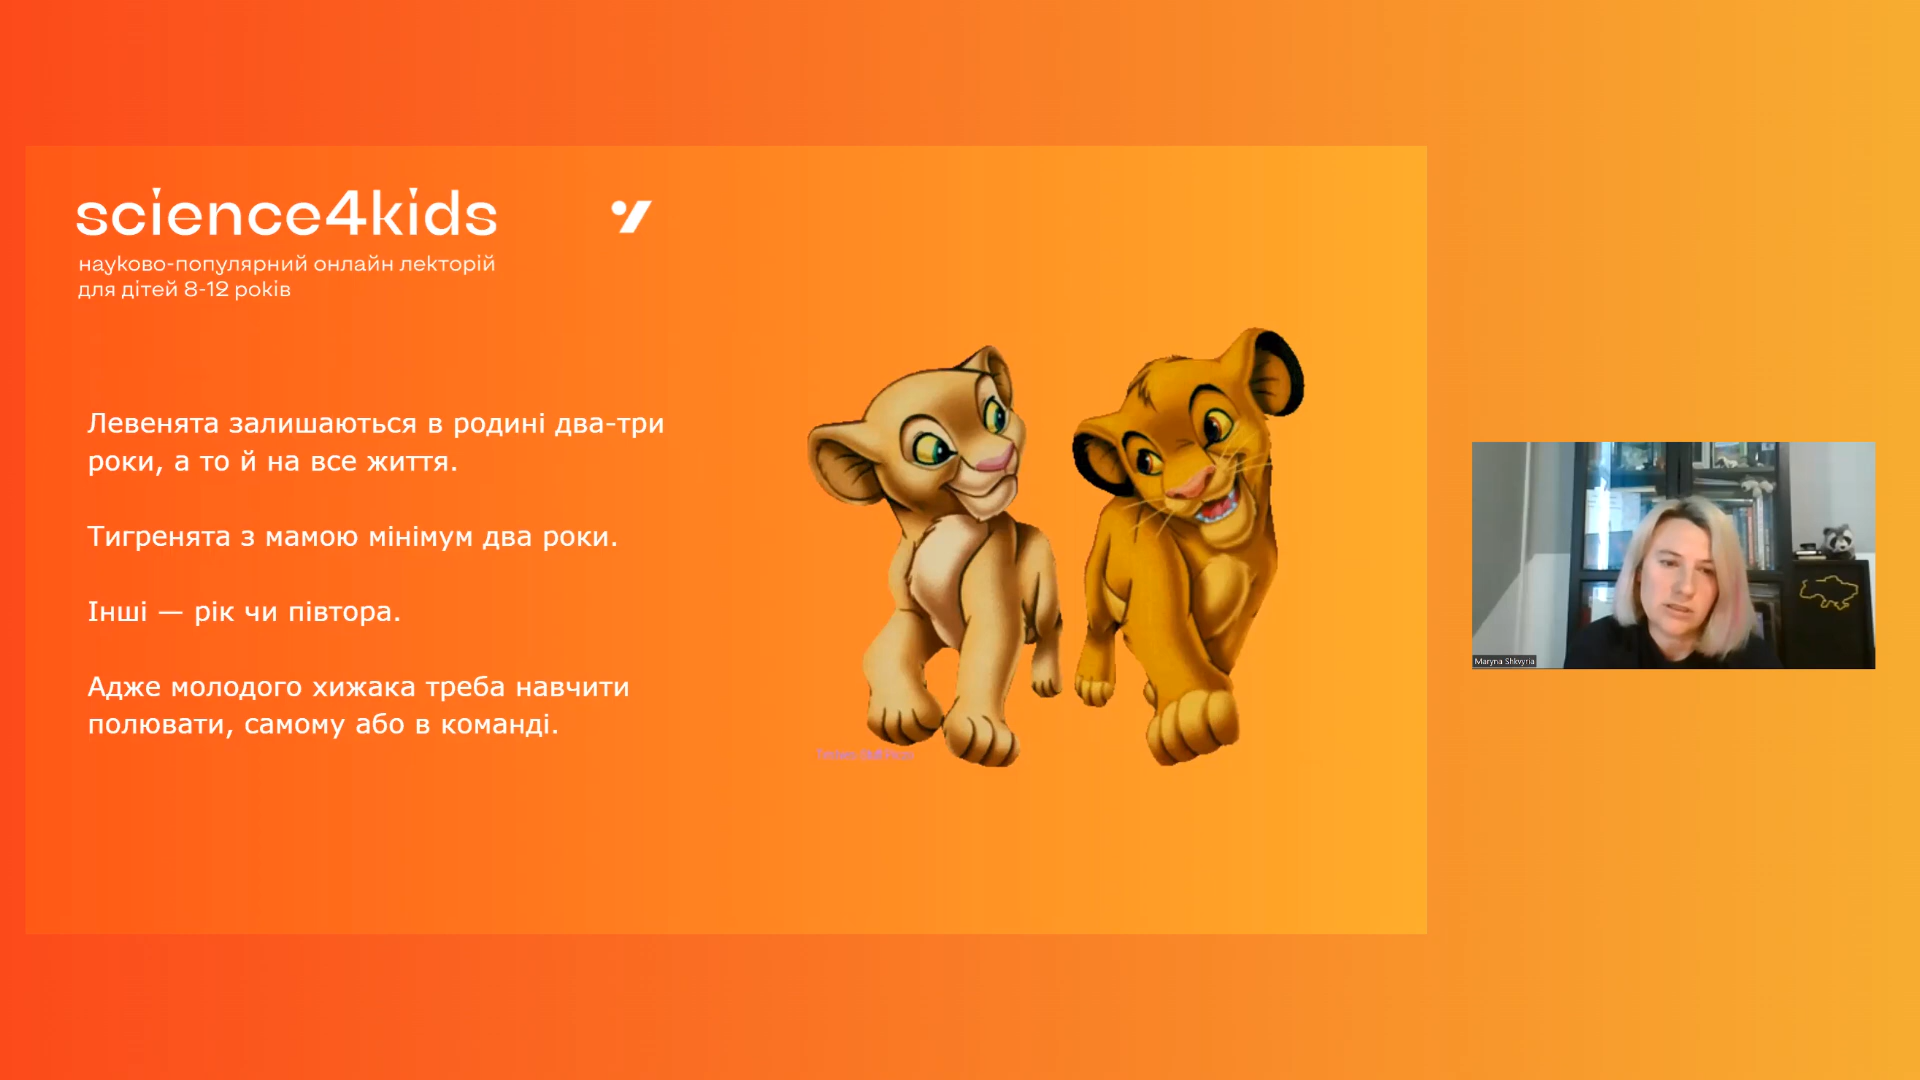 science4kids
науково-популярний онлайн лекторій
для дітей 8-12 років
Левенята залишаються в родині два-три
роки, а то й на все життя.
Тигренята з мамою мінімум два роки.
Інші — рік чи півтора.
Адже молодого хижака треба навчити
полювати, самому або в команді.
Maryna Shkvyria